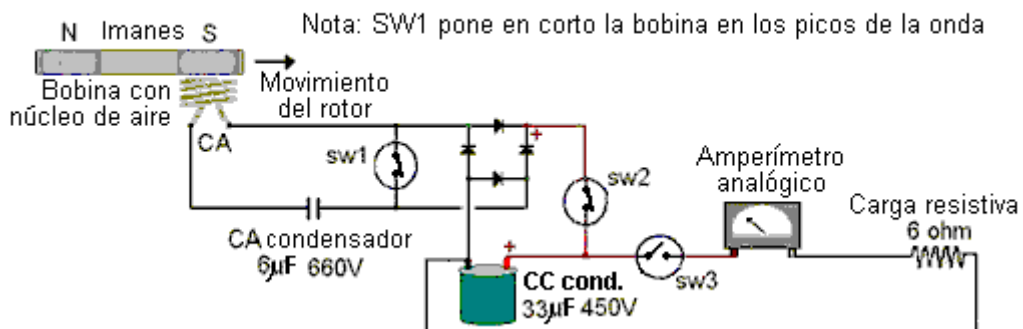 Nota: SW1 pone en corto la bobina en los picos de la onda
N Imanes S
Bobina con
núcleo de aire
Movimiento
del rotor
CA
sw1
+
sw2
Amperímetro
analógico
Carga resistiva
6 ohm
CA condensador
6µF 660V
+
CC cond.
33µF 450V
sw3